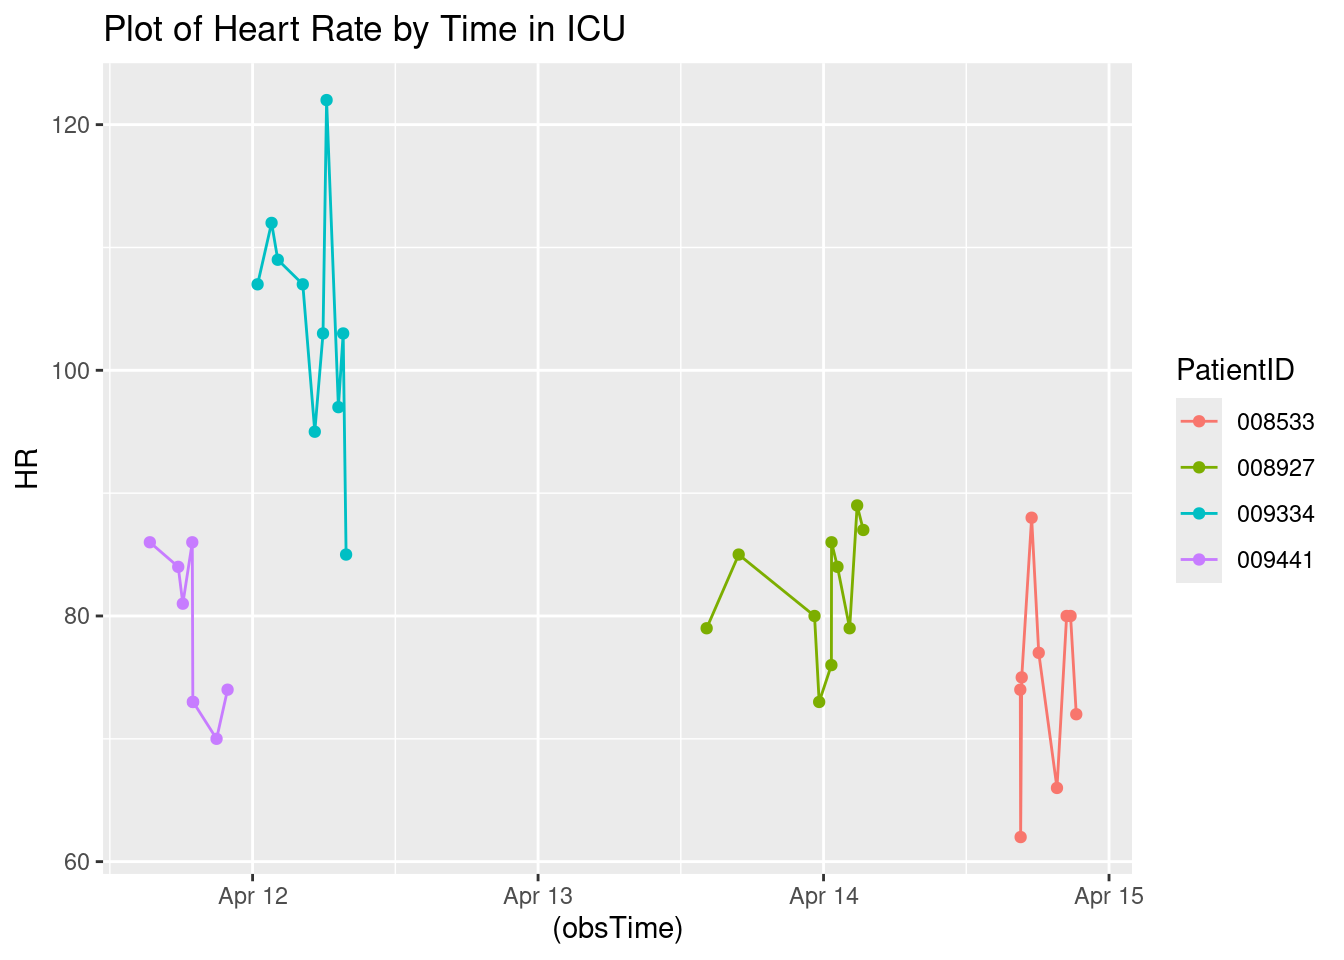 Plot of Heart Rate by Time in ICU
120
100
80
60
HR
Apr 12
Apr 13
Apr 14
Apr 15
(obsTime)
PatientID
008533
008927
009334
009441